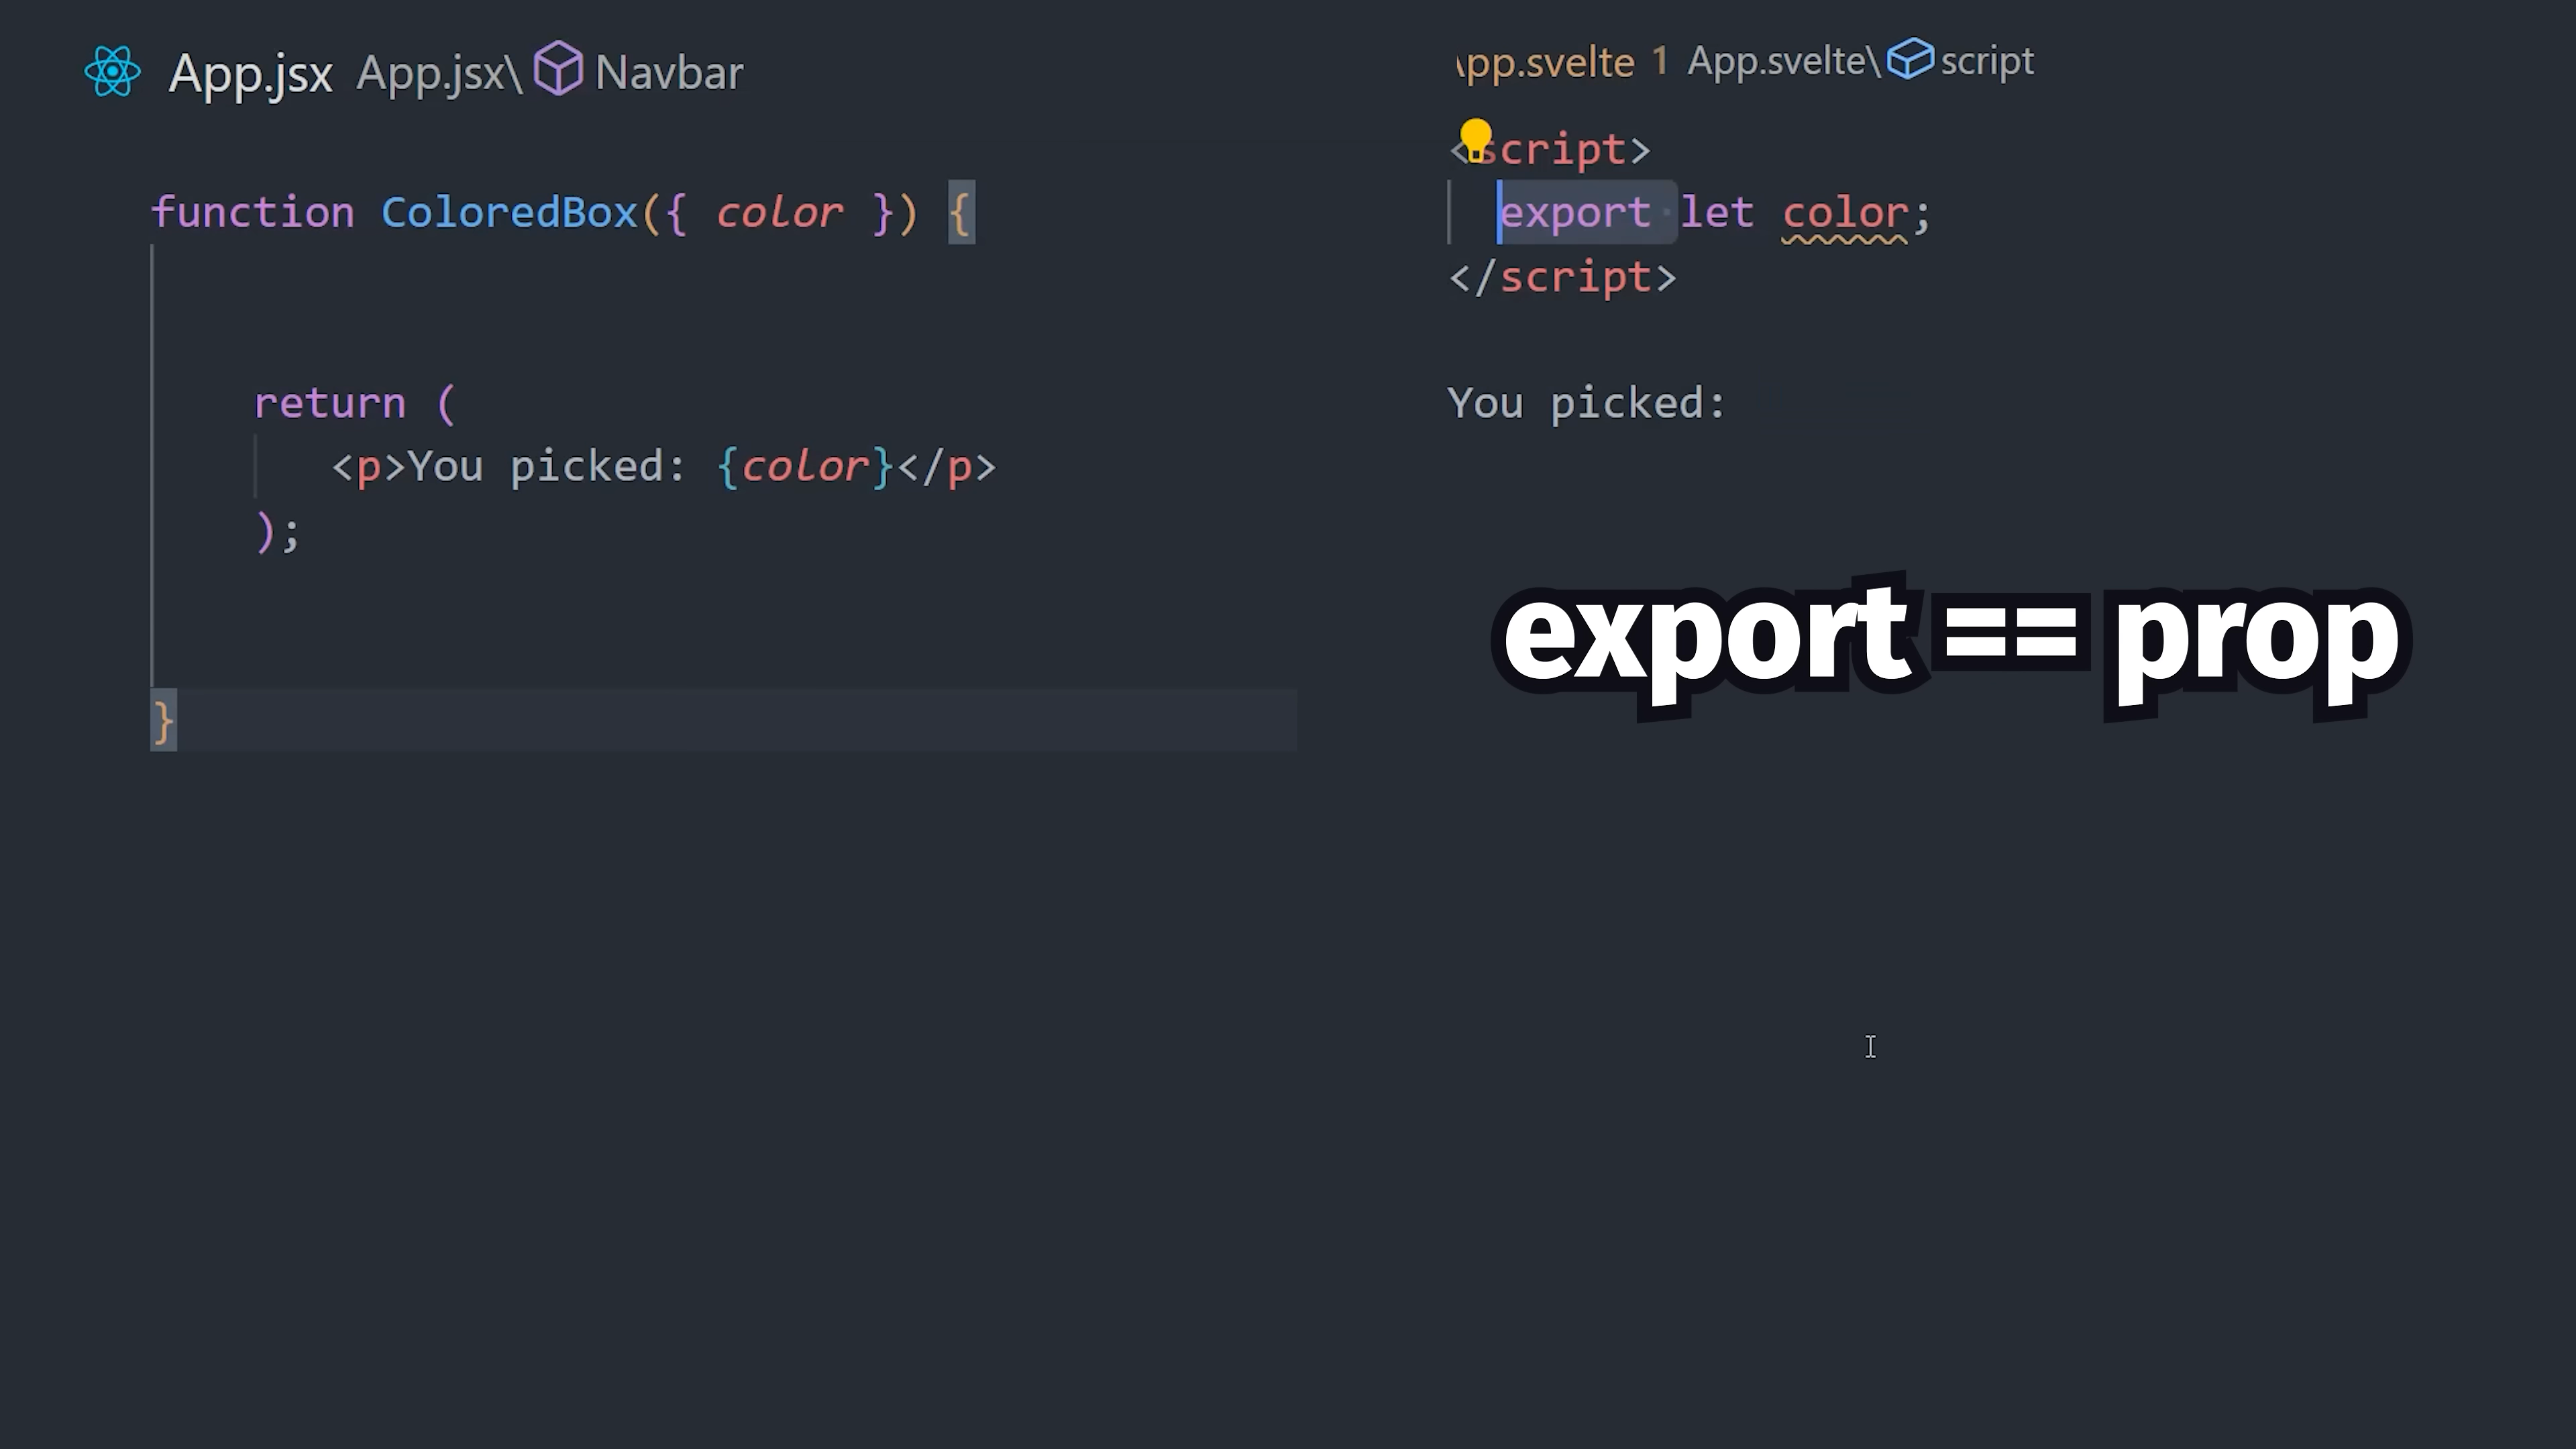 App.jsx App.jsx\ Navbar
function ColoredBox({ color }) {
return (
<p>You picked: {color}</p>
);
}
App.svelte 1 App.svelte\ script
<script>
export let color;
</script>
You picked:
export == prop